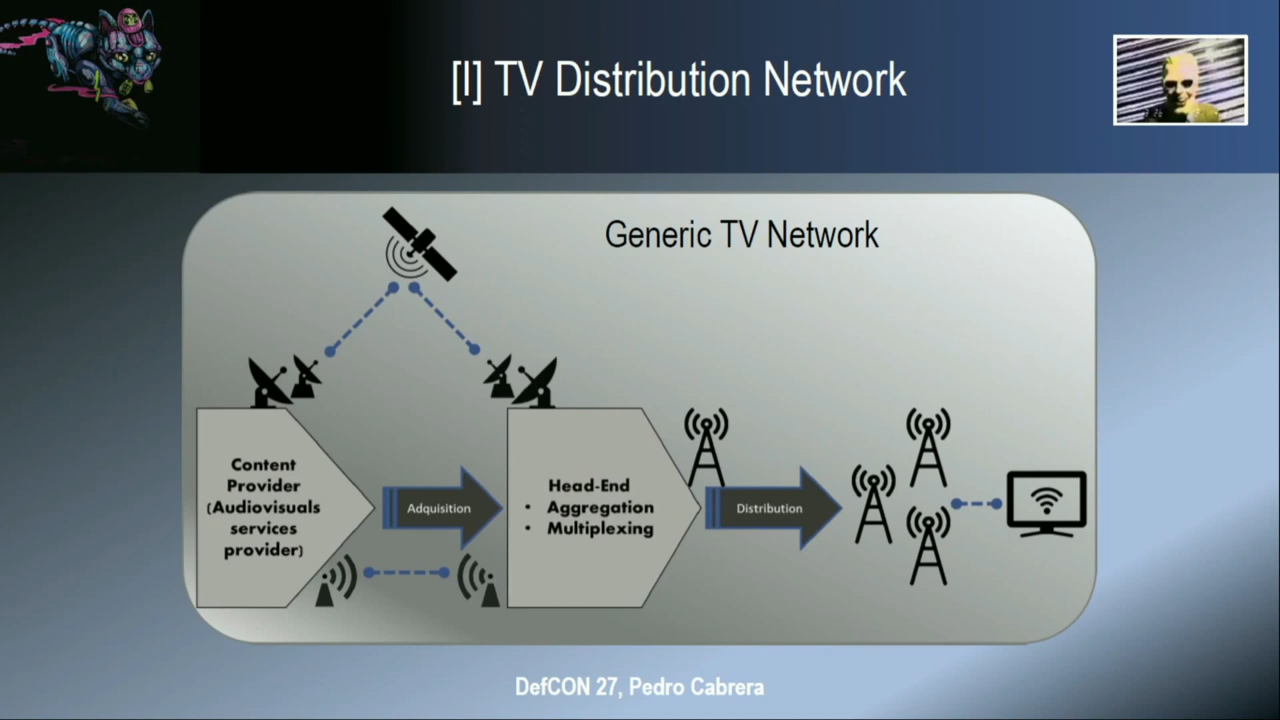 [I] TV Distribution Network
Generic TV Network
Content
Provider
(Audiovisuals
services
provider)
Adquisition
Head-End
• Aggregation
• Multiplexing
Distribution
DefCON 27, Pedro Cabrera